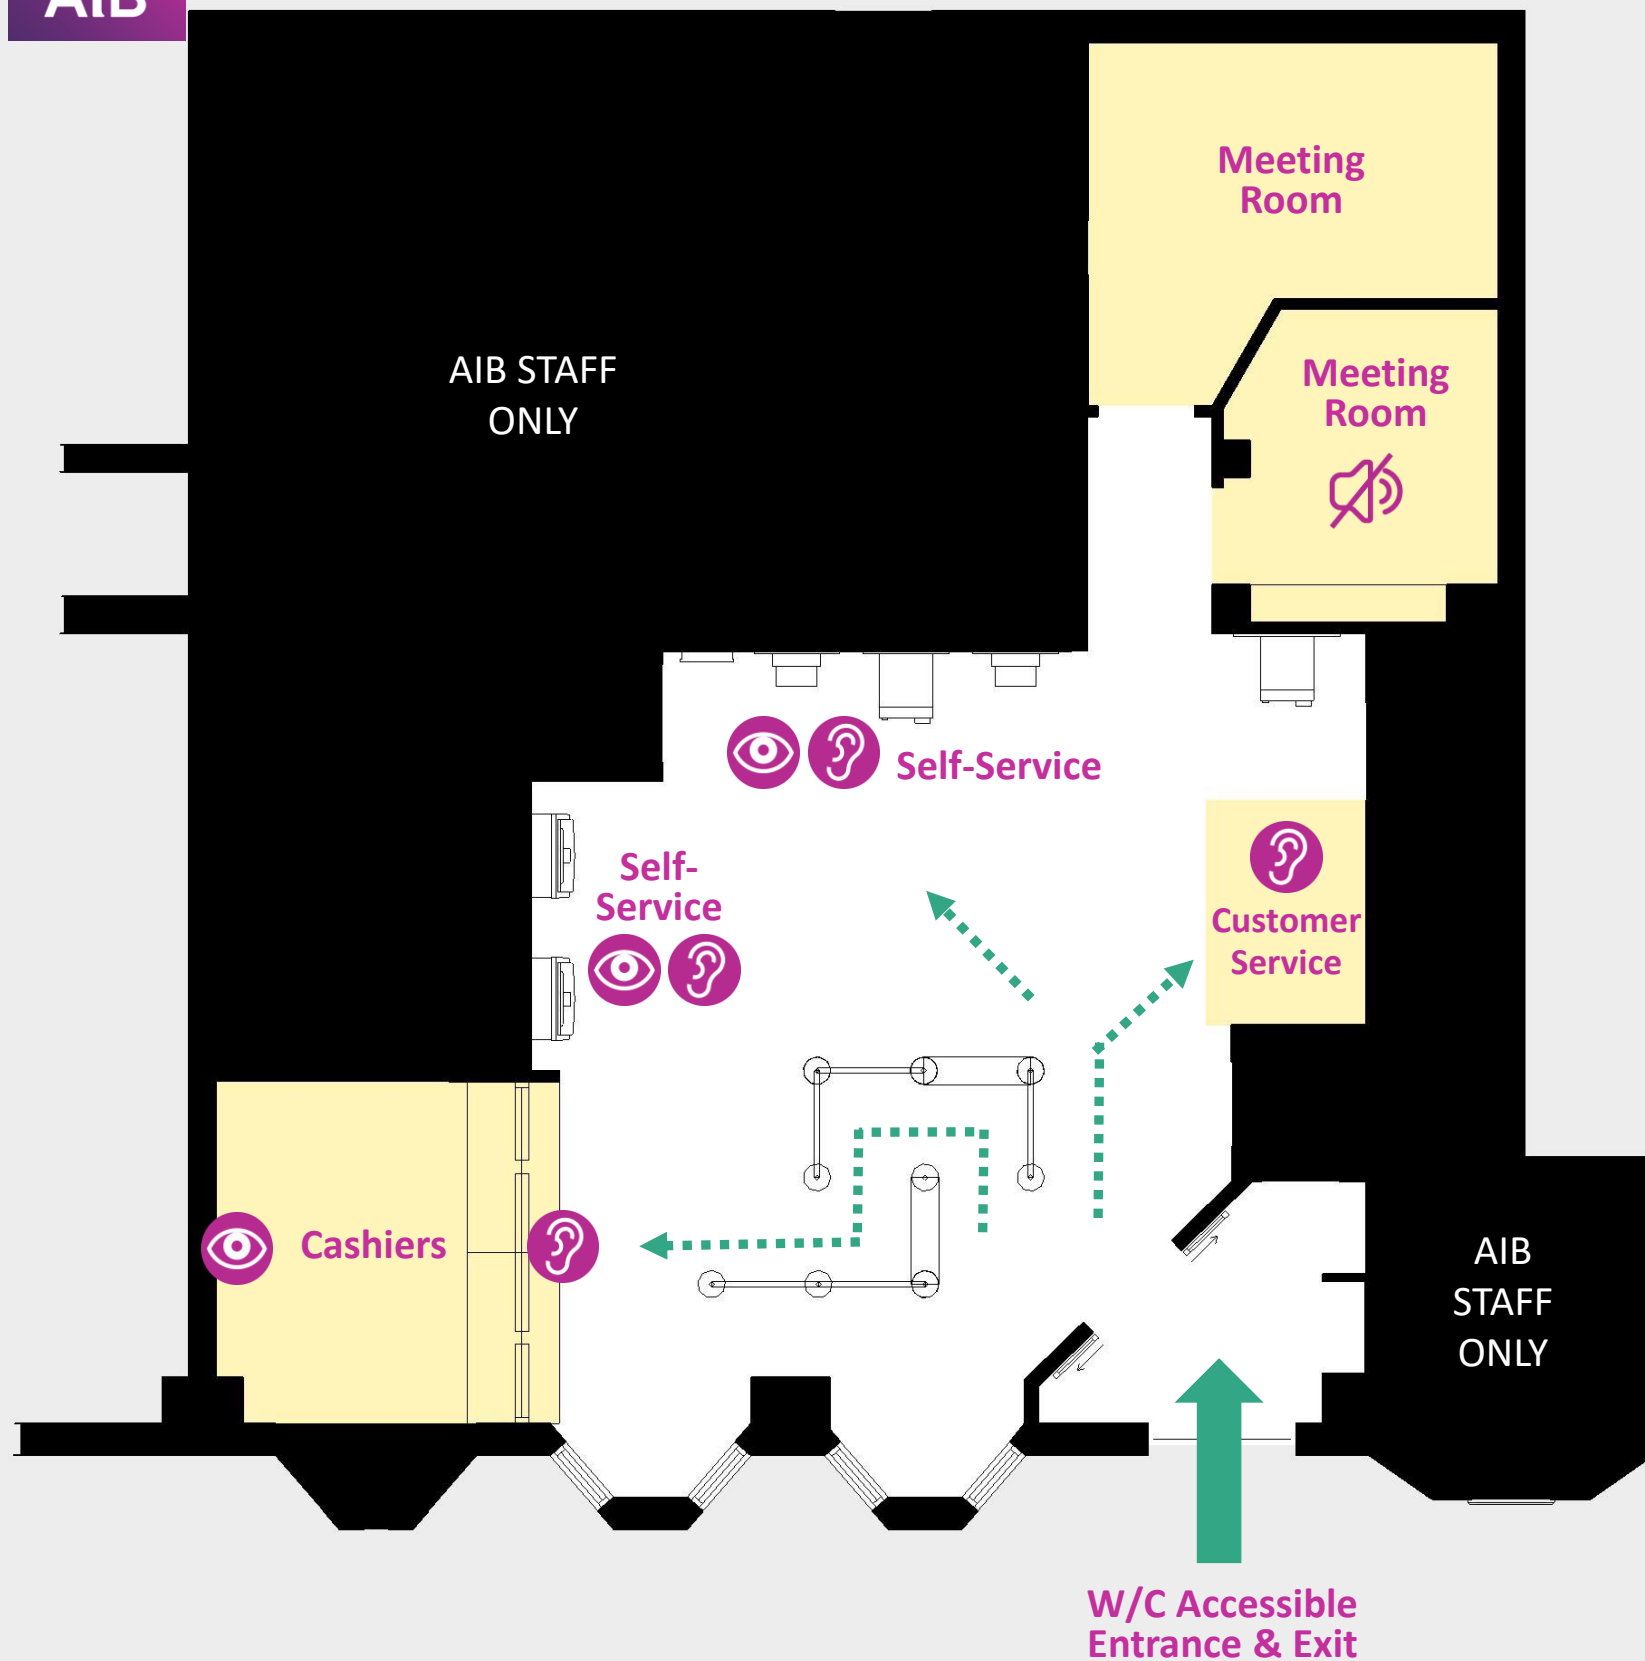 AIB
Meeting
Room
AIB STAFF
ONLY
Meeting
Room
Self-Service
Self-
Service
Customer
Service
Cashiers
AIB
STAFF
ONLY
W/C Accessible
Entrance & Exit